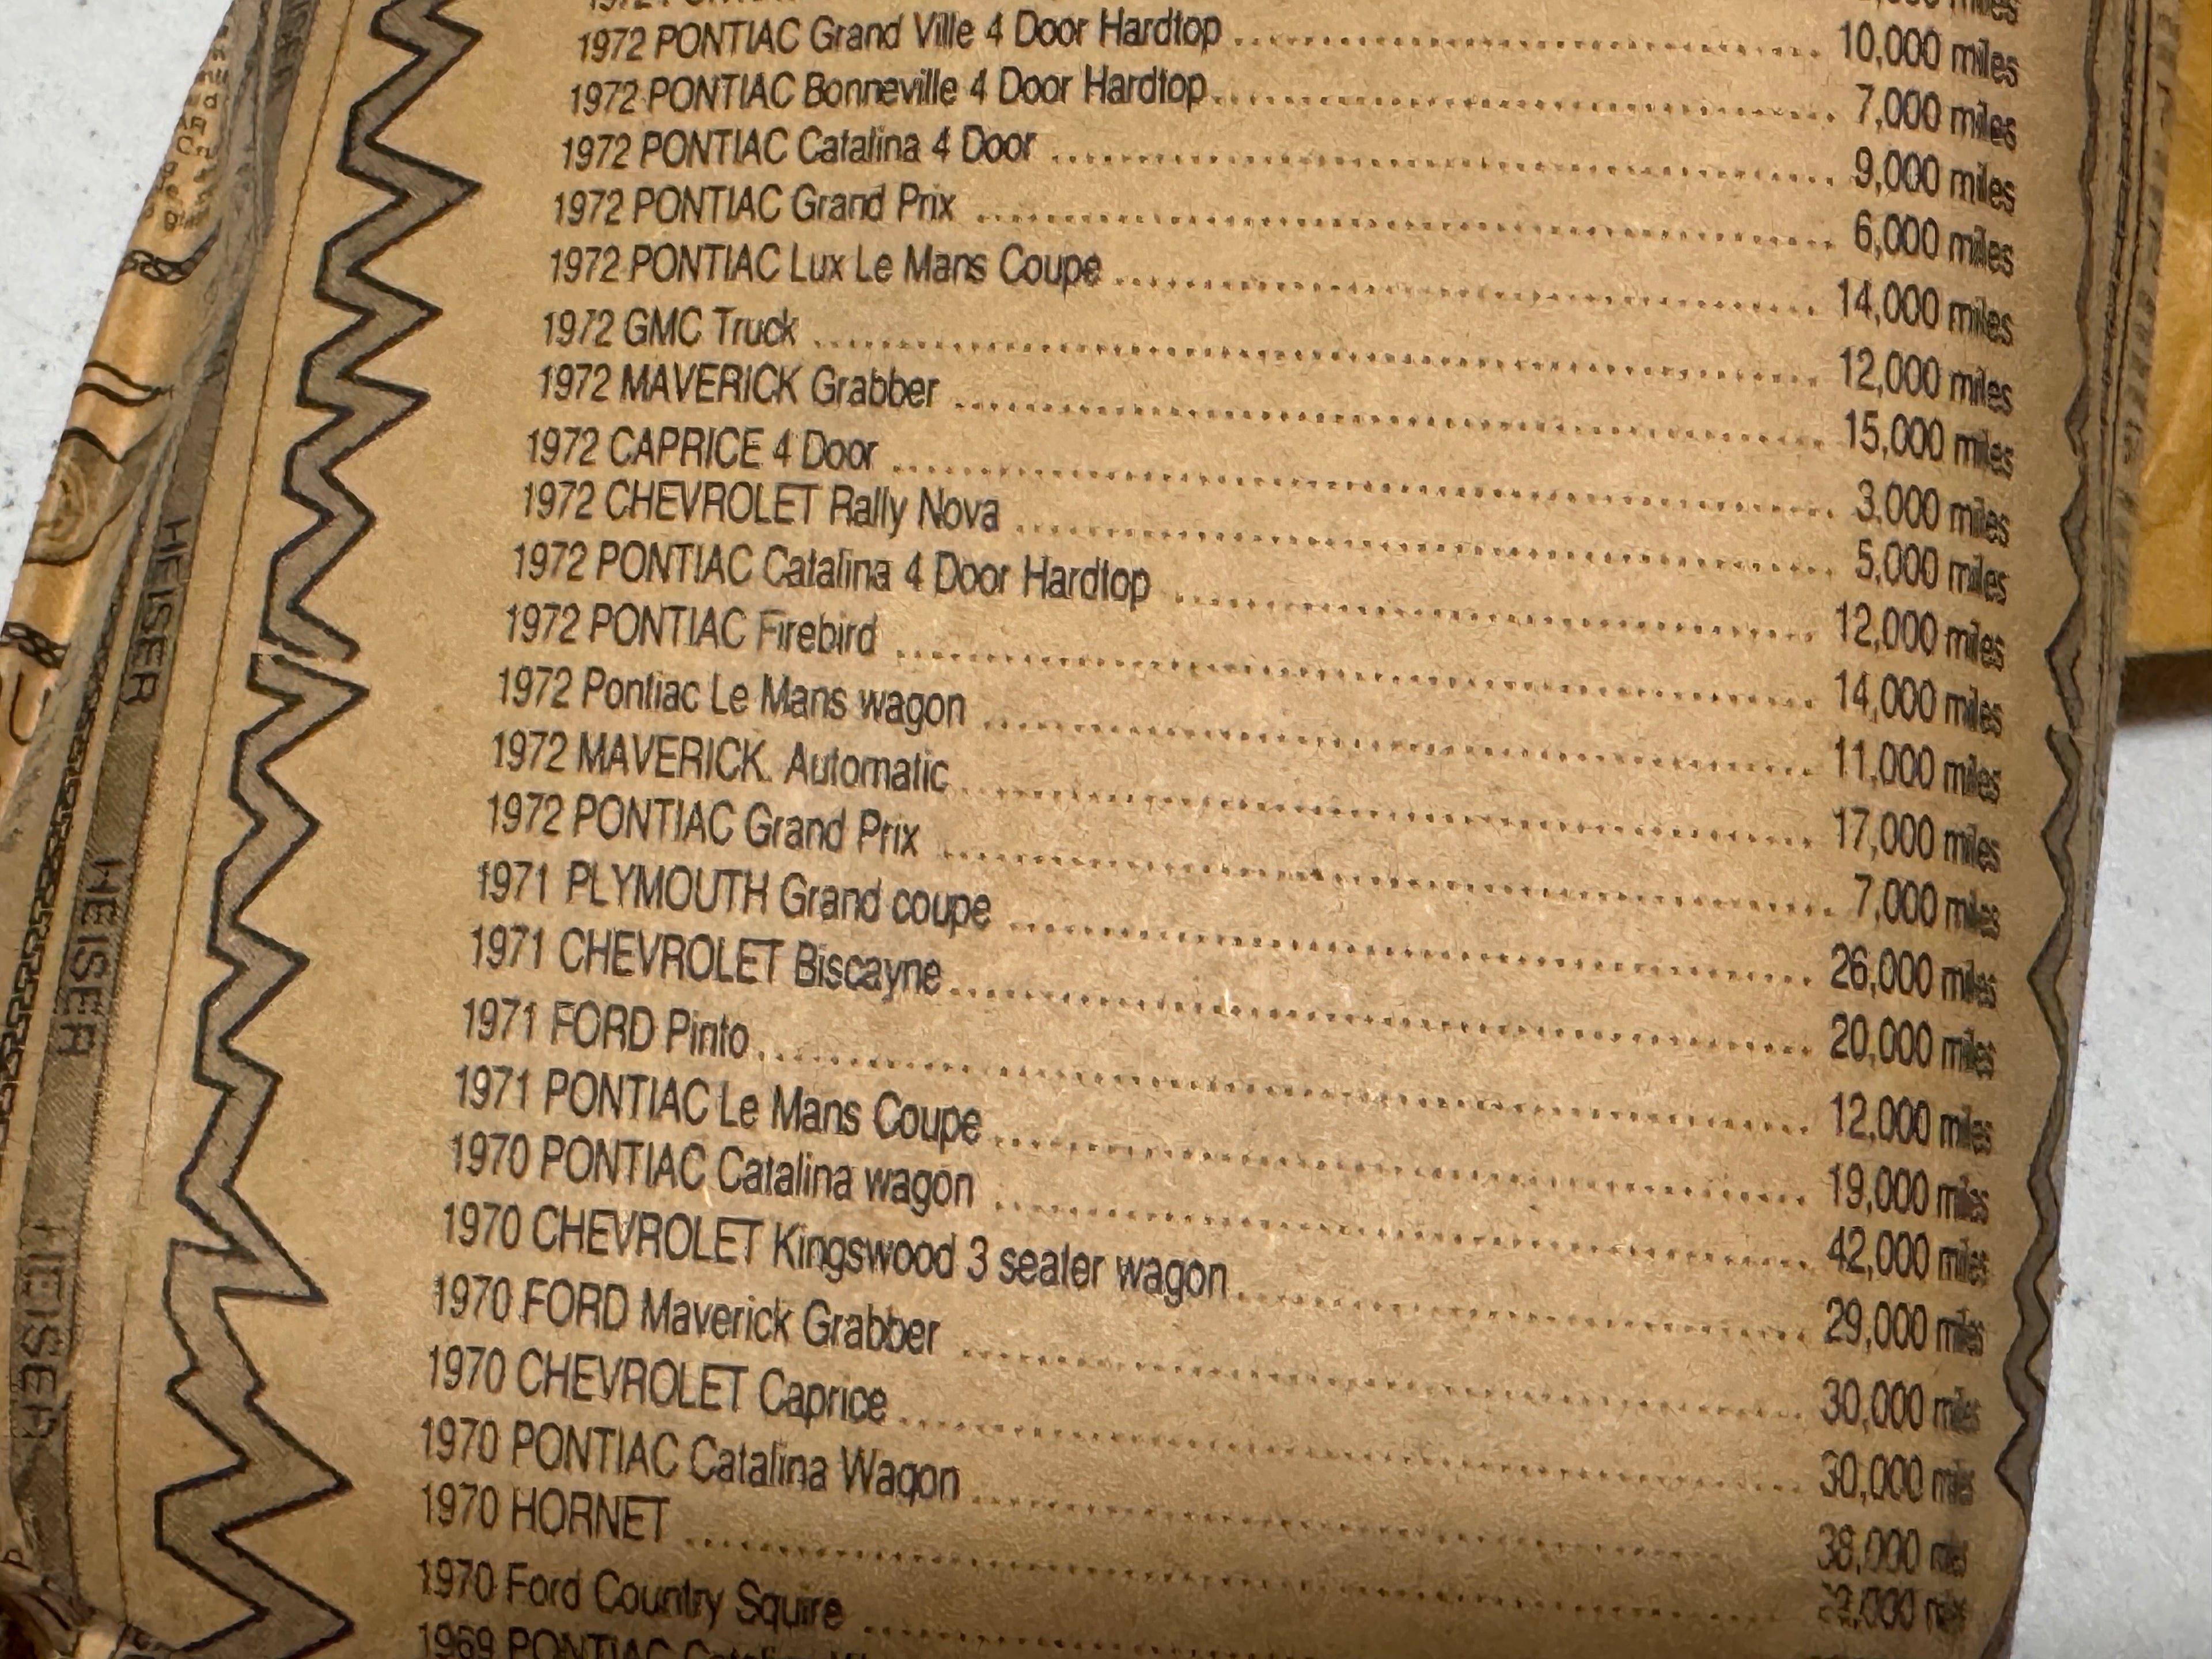 1972 PONTIAC Grand Ville 4 Door Hardtop ........ 10,000 miles
1972 PONTIAC Bonneville 4 Door Hardtop ........ 7,000 miles
1972 PONTIAC Catalina 4 Door ........ 9,000 miles
1972 PONTIAC Grand Prix ........ 6,000 miles
1972 PONTIAC Lux Le Mans Coupe ........ 14,000 miles
1972 GMC Truck ........ 12,000 miles
1972 MAVERICK Grabber ........ 15,000 miles
1972 CAPRICE 4 Door ........ 3,000 miles
1972 CHEVROLET Rally Nova ........ 5,000 miles
1972 PONTIAC Catalina 4 Door Hardtop ........ 12,000 miles
1972 PONTIAC Firebird ........ 14,000 miles
1972 Pontiac Le Mans wagon ........ 11,000 miles
1972 MAVERICK. Automatic ........ 17,000 miles
1972 PONTIAC Grand Prix ........ 7,000 miles
1971 PLYMOUTH Grand coupe ........ 26,000 miles
1971 CHEVROLET Biscayne ........ 20,000 miles
1971 FORD Pinto ........ 12,000 miles
1971 PONTIAC Le Mans Coupe ........ 19,000 miles
1970 PONTIAC Catalina wagon ........ 42,000 miles
1970 CHEVROLET Kingswood 3 seater wagon ........ 29,000 miles
1970 FORD Maverick Grabber ........ 30,000 miles
1970 CHEVROLET Caprice ........ 30,000 miles
1970 PONTIAC Catalina Wagon ........ 38,000 miles
1970 HORNET ........ miles
1970 Ford Country Squire ........
1969 PONTIAC Catalina
HEISER
HEISER
HEISER